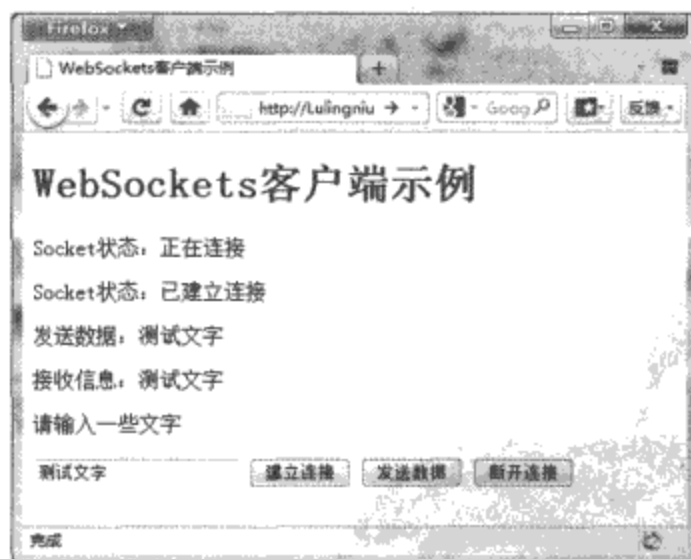 Firefox
WebSockets客户端示例
http://Lulingniu
Goog
反馈
WebSockets客户端示例
Socket状态：正在连接
Socket状态：已建立连接
发送数据：测试文字
接收信息：测试文字
请输入一些文字
测试文字 建立连接 发送数据 断开连接
完成